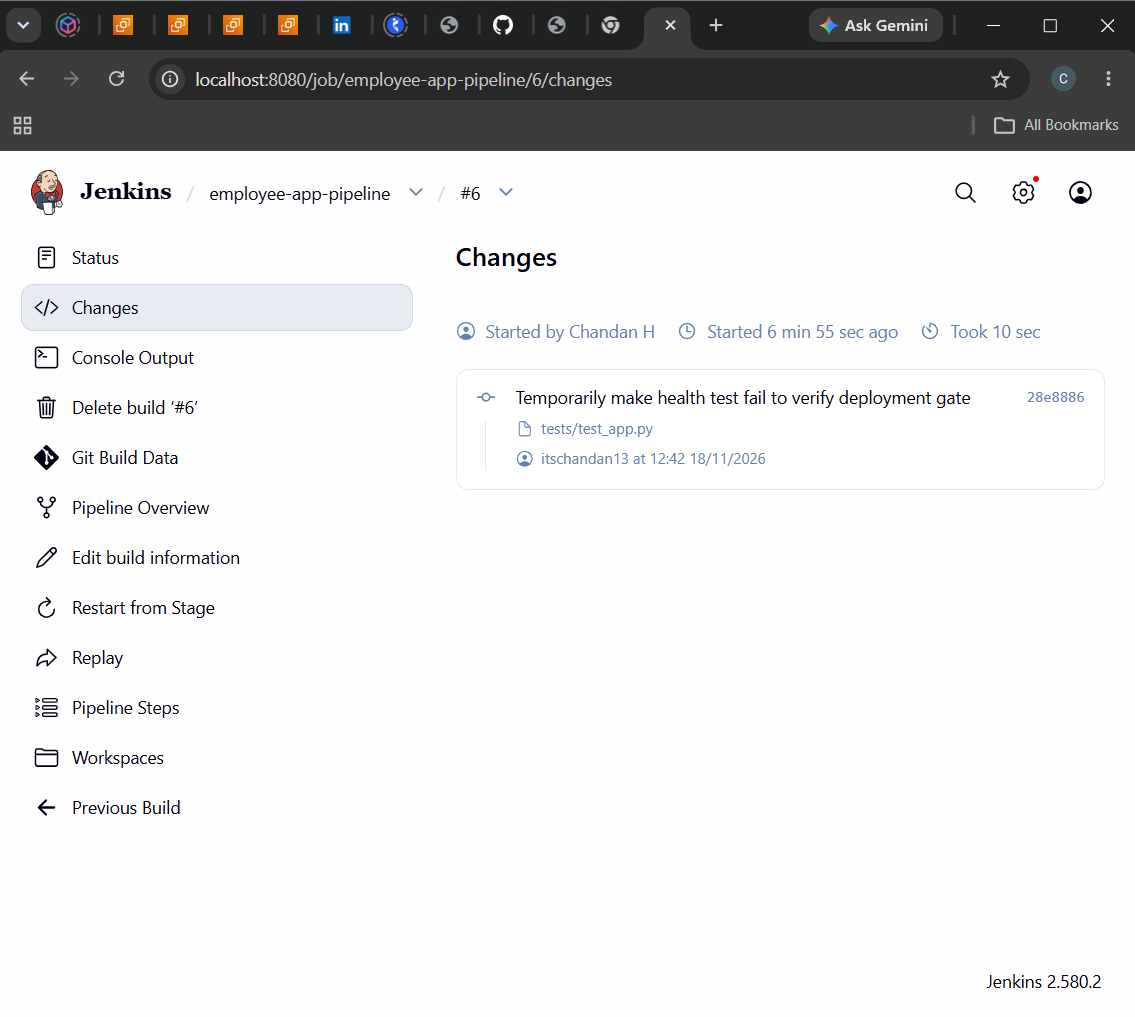 Ask Gemini
localhost:8080/job/employee-app-pipeline/6/changes
C
All Bookmarks
Jenkins / employee-app-pipeline / #6
Status
Changes
Console Output
Delete build ‘#6’
Git Build Data
Pipeline Overview
Edit build information
Restart from Stage
Replay
Pipeline Steps
Workspaces
Previous Build
Changes
Started by Chandan H Started 6 min 55 sec ago Took 10 sec
Temporarily make health test fail to verify deployment gate 28e8886
tests/test_app.py
itschandan13 at 12:42 18/11/2026
Jenkins 2.580.2